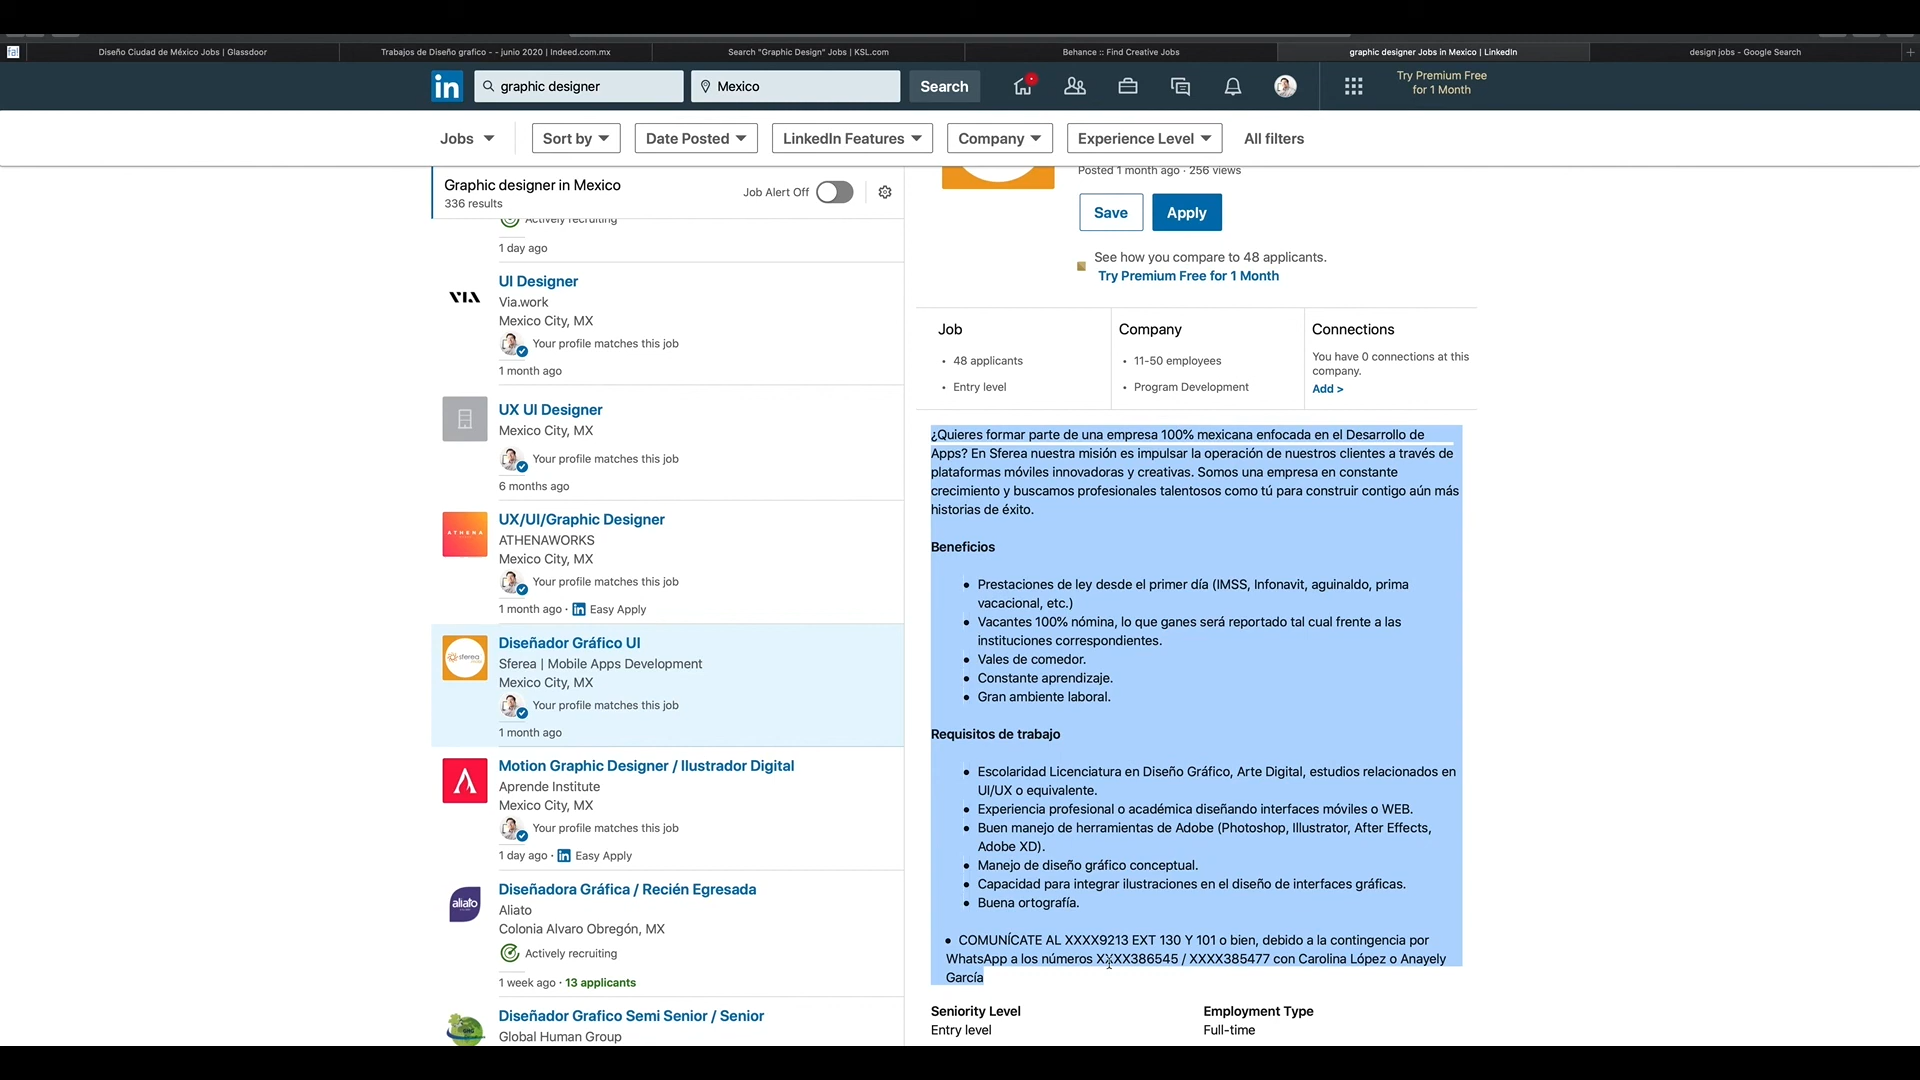 Diseño Ciudad de México Jobs | Glassdoor
Trabajos de Diseño grafico - - junio 2020 | Indeed.com.mx
Search "Graphic Design" Jobs | KSL.com
Behance :: Find Creative Jobs
graphic designer Jobs in Mexico | LinkedIn
design jobs - Google Search
in
graphic designer
Mexico
Search
Try Premium Free
for 1 Month
Jobs
Sort by
Date Posted
LinkedIn Features
Company
Experience Level
All filters
Graphic designer in Mexico
336 results
Job Alert Off
Actively recruiting
1 day ago
VIA
UI Designer
Via.work
Mexico City, MX
Your profile matches this job
1 month ago
UX UI Designer
Mexico City, MX
Your profile matches this job
6 months ago
ATHENA
UX/UI/Graphic Designer
ATHENAWORKS
Mexico City, MX
Your profile matches this job
1 month ago · in Easy Apply
sferea
Diseñador Gráfico UI
Sferea | Mobile Apps Development
Mexico City, MX
Your profile matches this job
1 month ago
Motion Graphic Designer / Ilustrador Digital
Aprende Institute
Mexico City, MX
Your profile matches this job
1 day ago · in Easy Apply
aliato
Diseñadora Gráfica / Recién Egresada
Aliato
Colonia Alvaro Obregón, MX
Actively recruiting
1 week ago · 13 applicants
Diseñador Grafico Semi Senior / Senior
Global Human Group
Posted 1 month ago · 256 views
Save
Apply
See how you compare to 48 applicants.
Try Premium Free for 1 Month
Job
• 48 applicants
• Entry level
Company
• 11-50 employees
• Program Development
Connections
You have 0 connections at this
company.
Add >
¿Quieres formar parte de una empresa 100% mexicana enfocada en el Desarrollo de
Apps? En Sferea nuestra misión es impulsar la operación de nuestros clientes a través de
plataformas móviles innovadoras y creativas. Somos una empresa en constante
crecimiento y buscamos profesionales talentosos como tú para construir contigo aún más
historias de éxito.
Beneficios
• Prestaciones de ley desde el primer día (IMSS, Infonavit, aguinaldo, prima
vacacional, etc.)
• Vacantes 100% nómina, lo que ganes será reportado tal cual frente a las
instituciones correspondientes.
• Vales de comedor.
• Constante aprendizaje.
• Gran ambiente laboral.
Requisitos de trabajo
• Escolaridad Licenciatura en Diseño Gráfico, Arte Digital, estudios relacionados en
UI/UX o equivalente.
• Experiencia profesional o académica diseñando interfaces móviles o WEB.
• Buen manejo de herramientas de Adobe (Photoshop, Illustrator, After Effects,
Adobe XD).
• Manejo de diseño gráfico conceptual.
• Capacidad para integrar ilustraciones en el diseño de interfaces gráficas.
• Buena ortografía.
• COMUNÍCATE AL XXXX9213 EXT 130 Y 101 o bien, debido a la contingencia por
WhatsApp a los números XXXX386545 / XXXX385477 con Carolina López o Anayely
García
Seniority Level
Entry level
Employment Type
Full-time